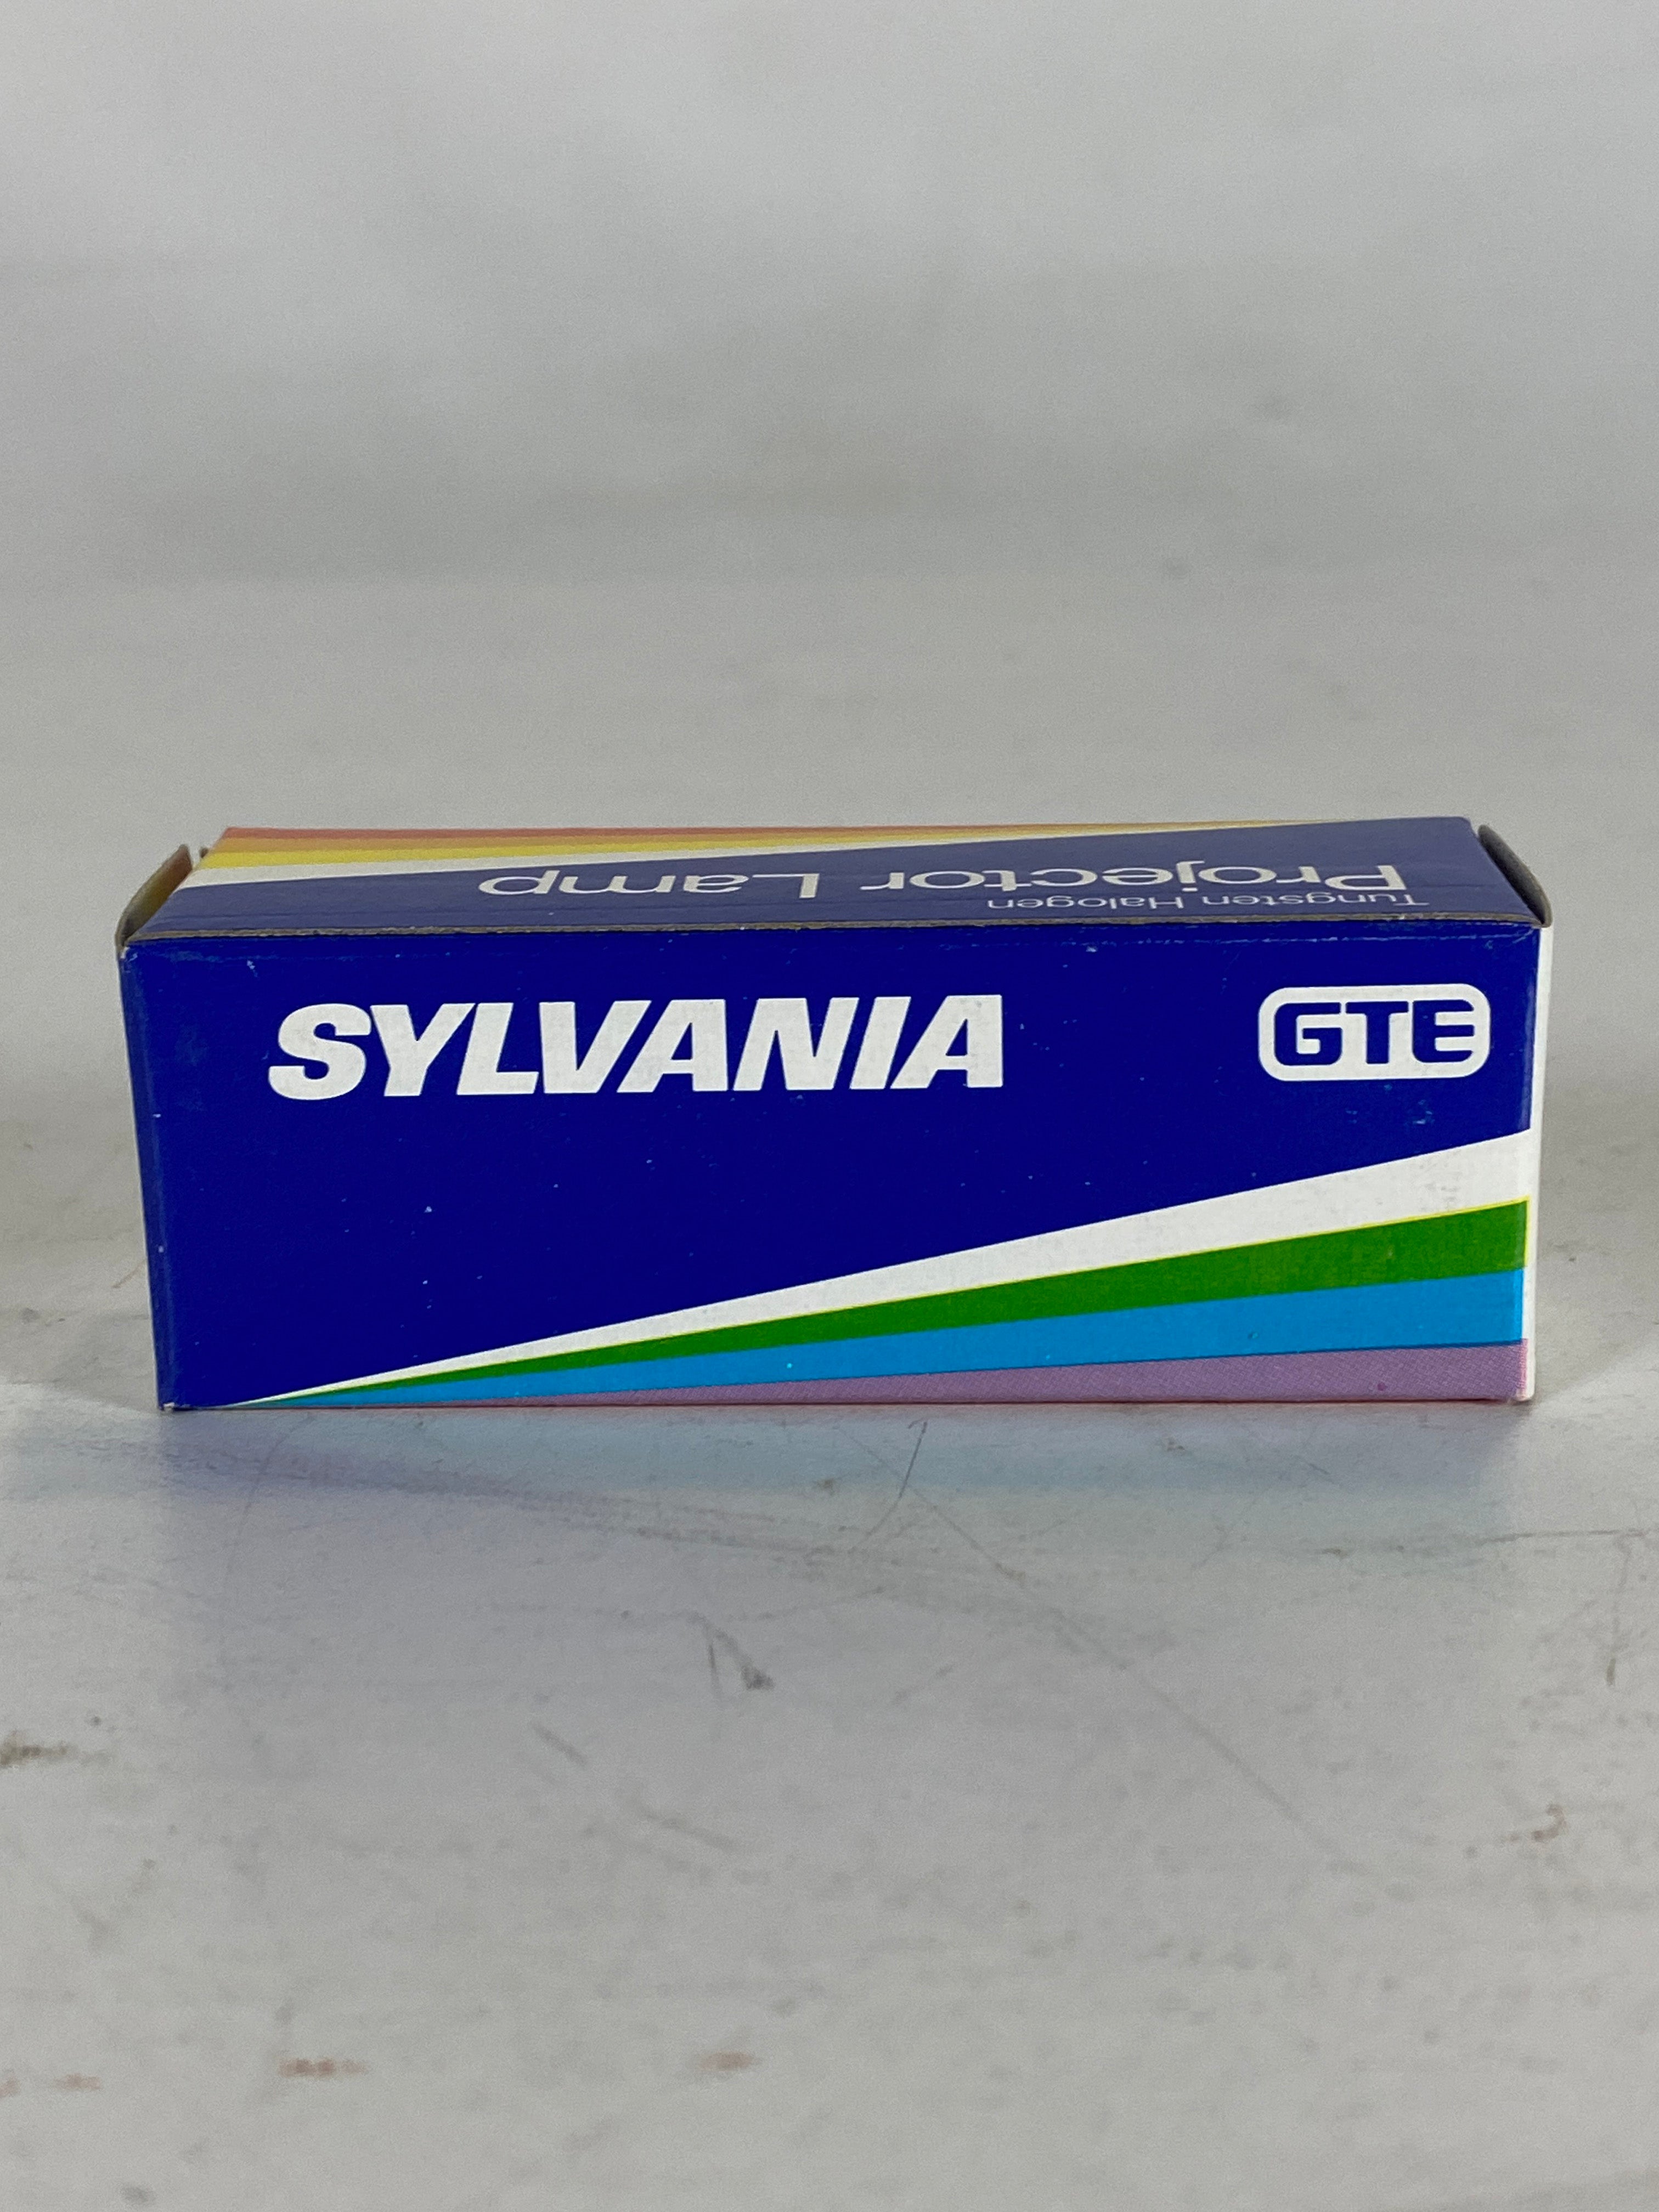 Tungsten Halogen
Projector Lamp
SYLVANIA
GTE